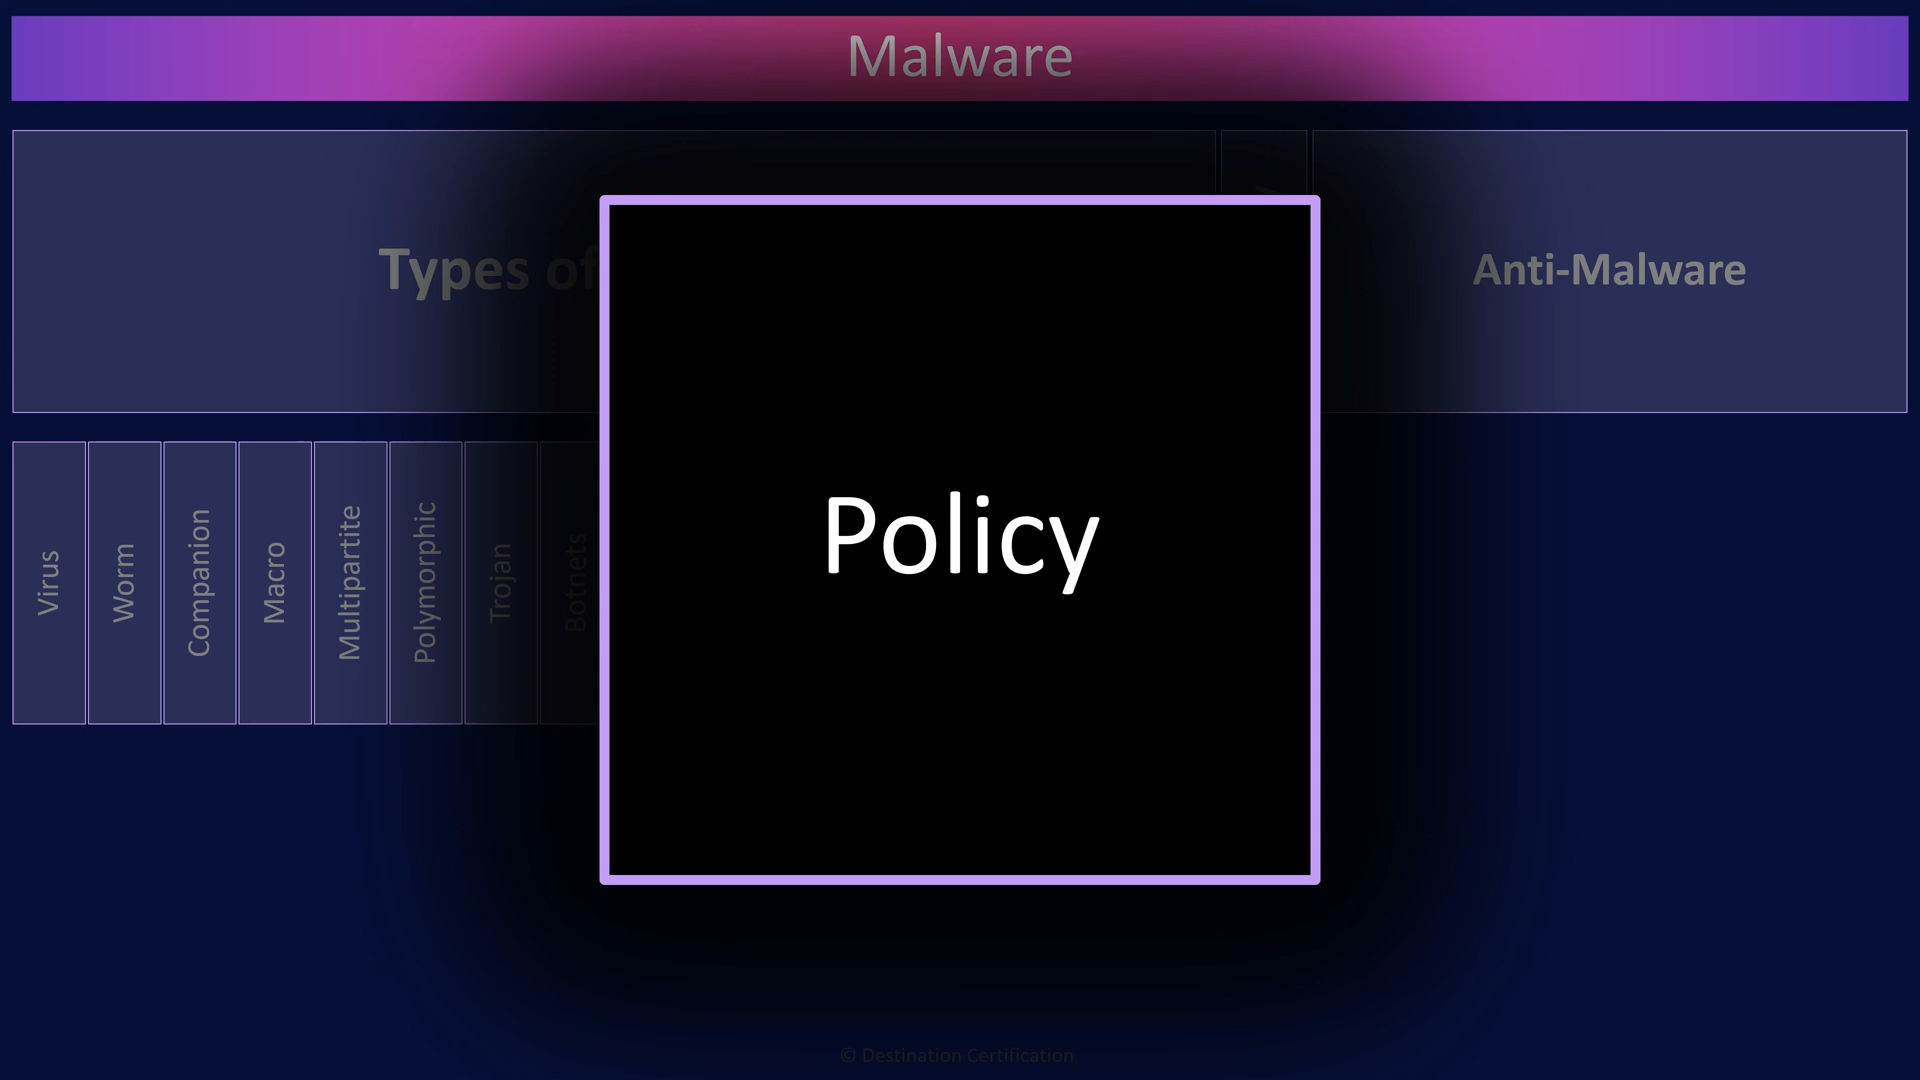 Malware
Types of
Anti-Malware
Policy
Virus
Worm
Companion
Macro
Multipartite
Polymorphic
Trojan
Botnets
© Destination Certification